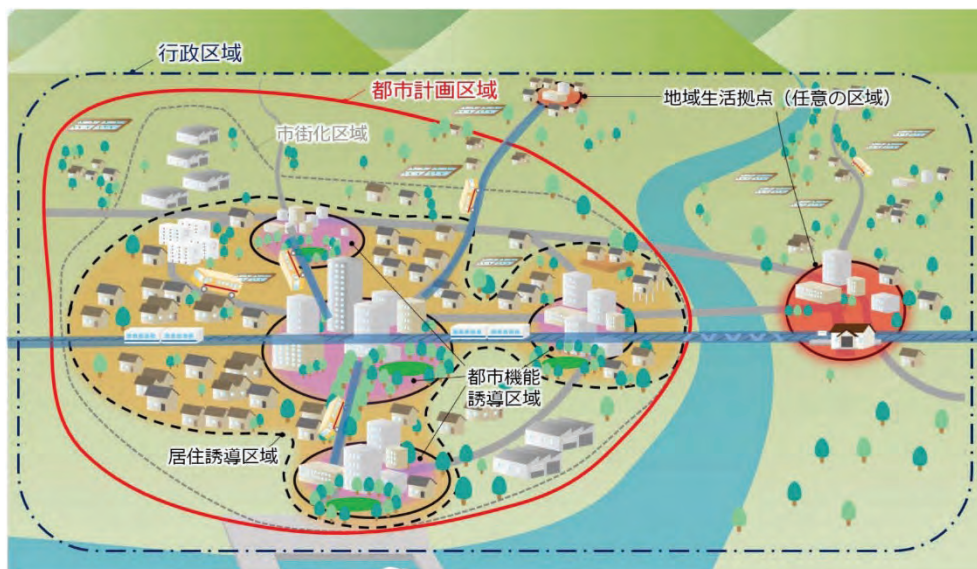 行政区域
都市計画区域
地域生活拠点（任意の区域）
市街化区域
都市機能
誘導区域
居住誘導区域